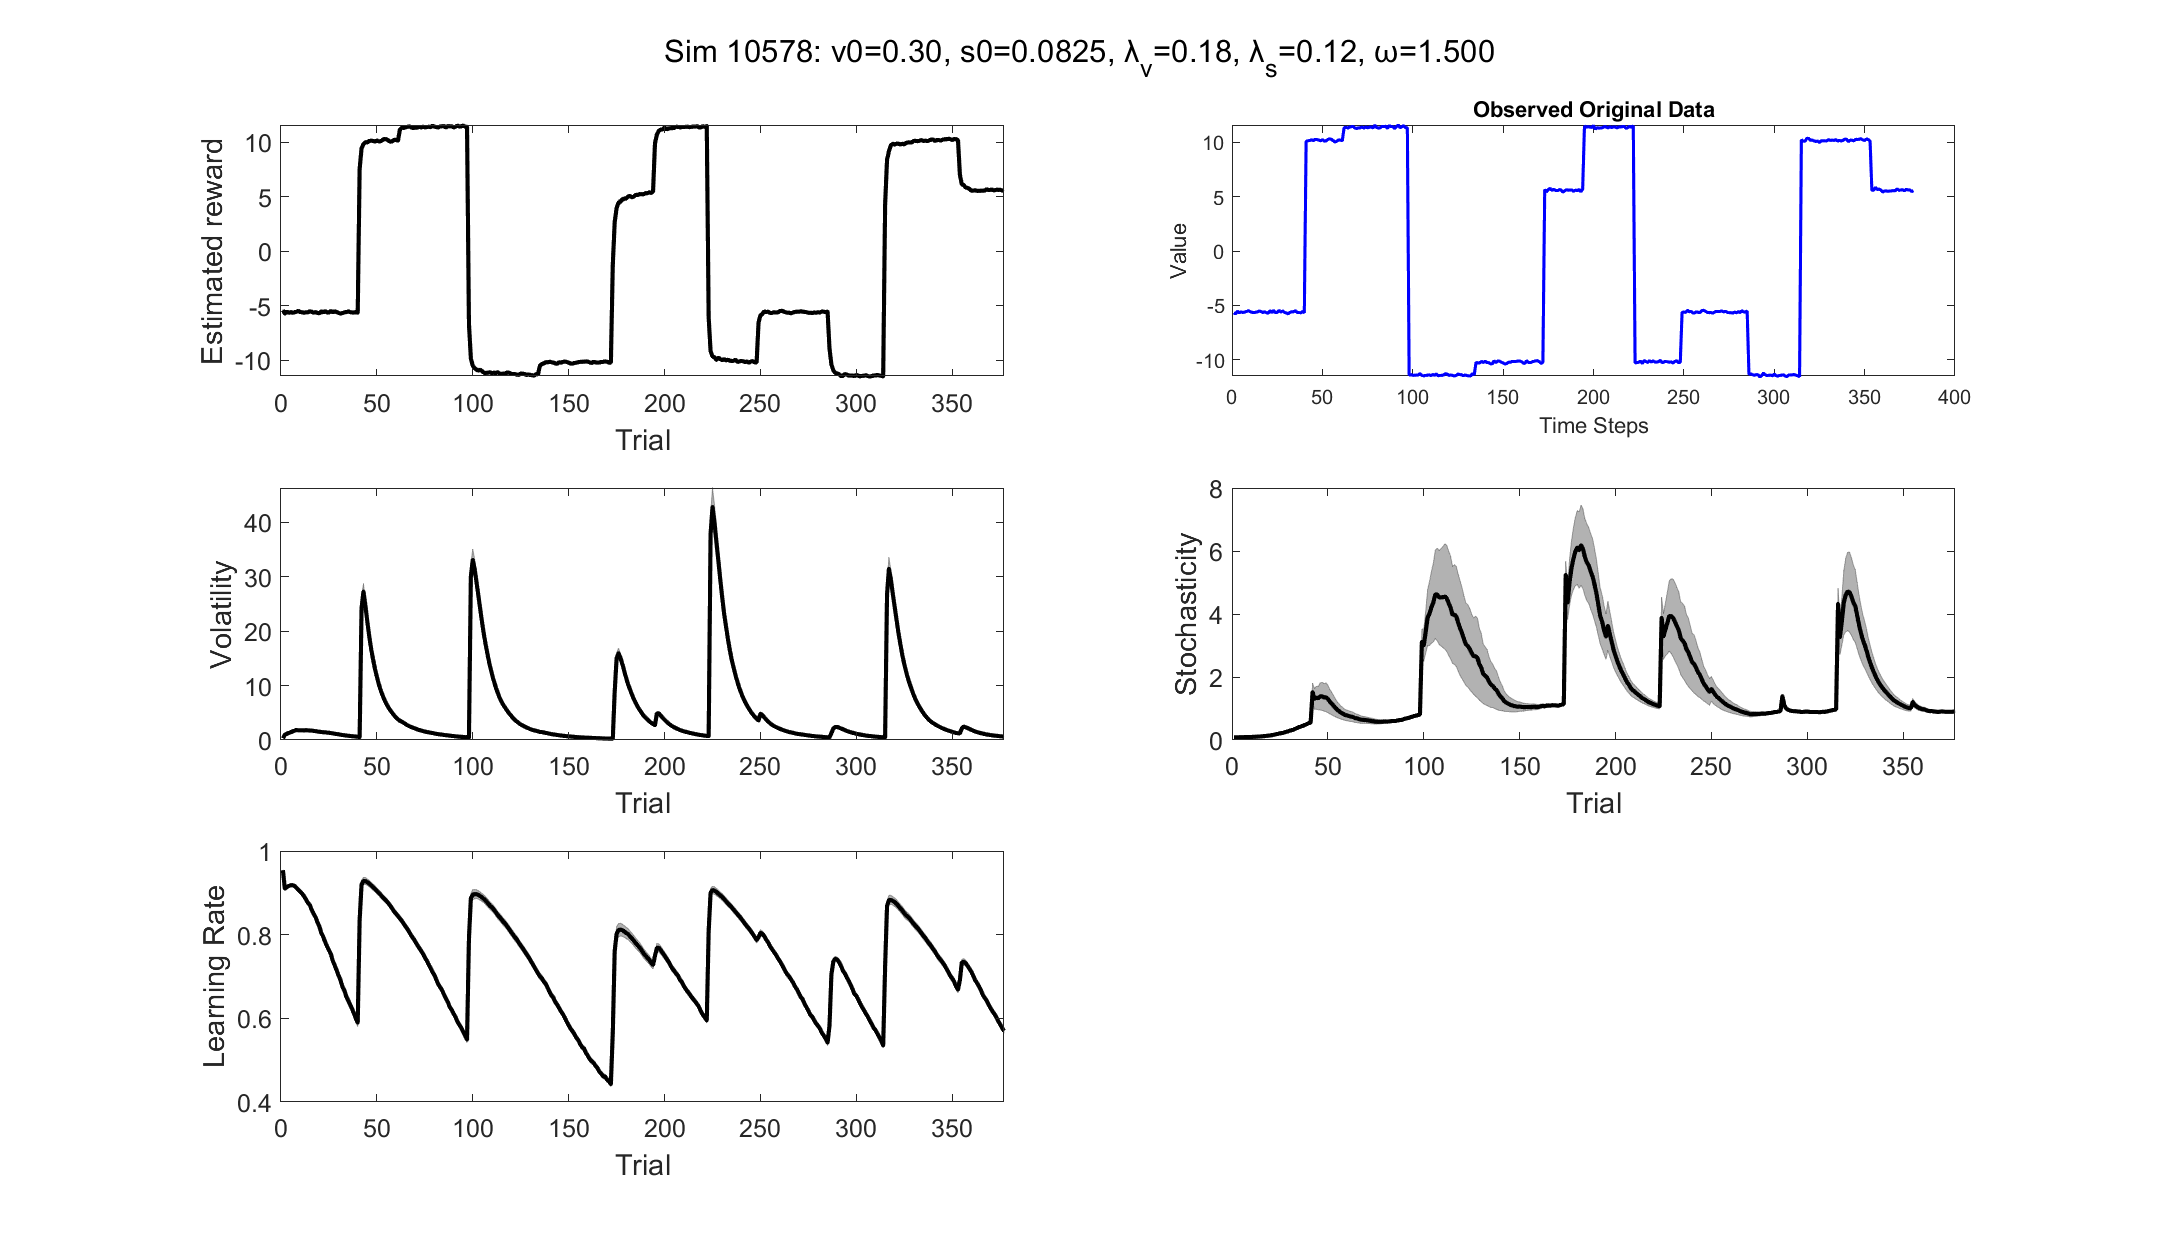 Sim 10578: v0=0.30, s0=0.0825, λv=0.18, λs=0.12, ω=1.500
Estimated reward
10
5
0
-5
-10
0 50 100 150 200 250 300 350
Trial
Observed Original Data
Value
10
5
0
-5
-10
0 50 100 150 200 250 300 350 400
Time Steps
Volatility
40
30
20
10
0
0 50 100 150 200 250 300 350
Trial
Stochasticity
8
6
4
2
0
0 50 100 150 200 250 300 350
Trial
Learning Rate
1
0.8
0.6
0.4
0 50 100 150 200 250 300 350
Trial